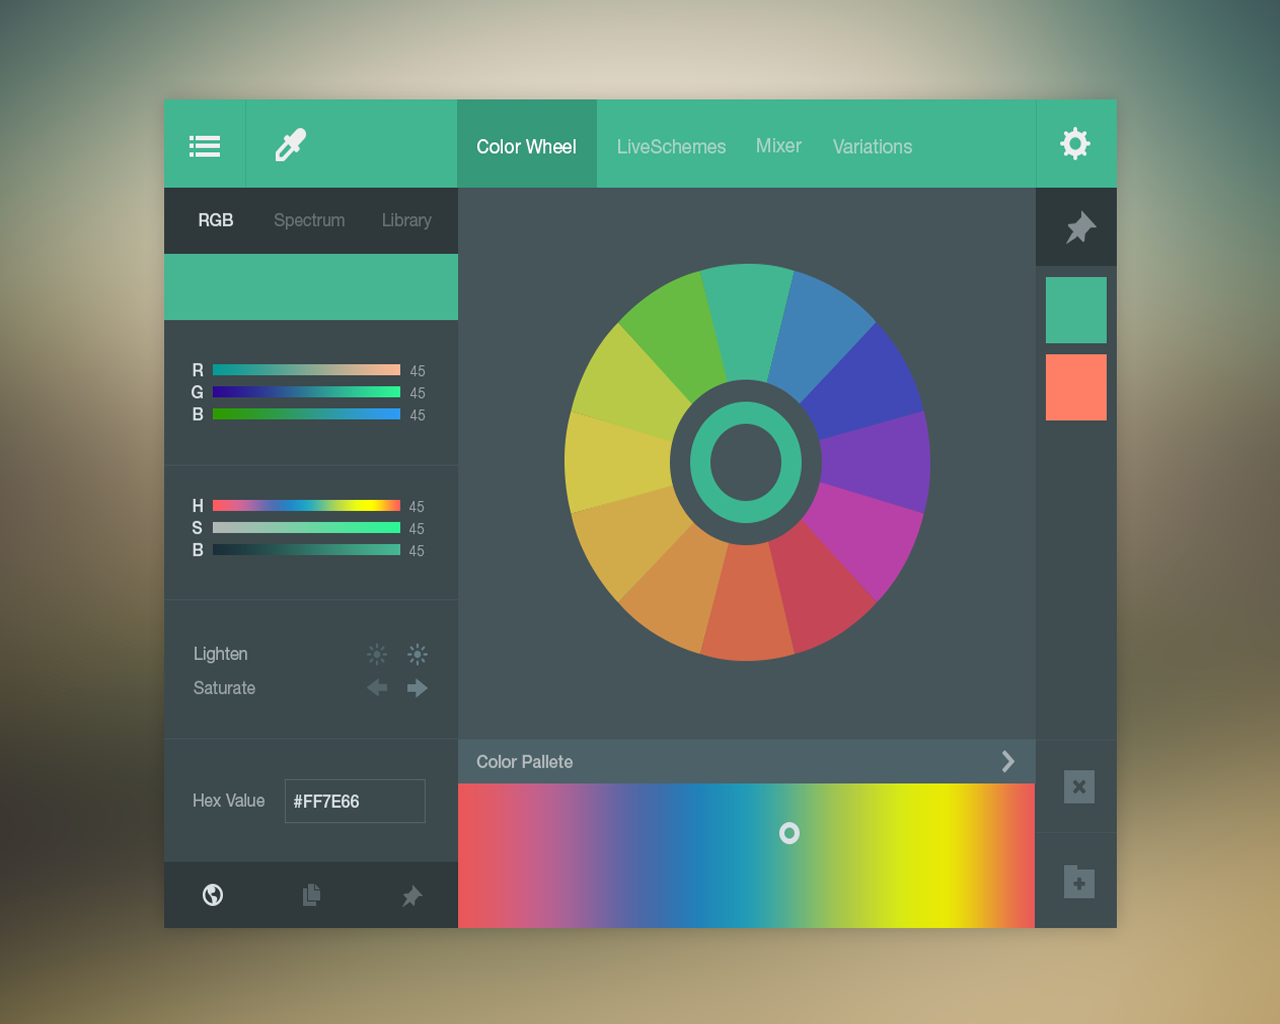 Color Wheel
LiveSchemes
Mixer
Variations
RGB
Spectrum
Library
R 45
G 45
B 45
H 45
S 45
B 45
Lighten
Saturate
Hex Value #FF7E66
Color Pallete